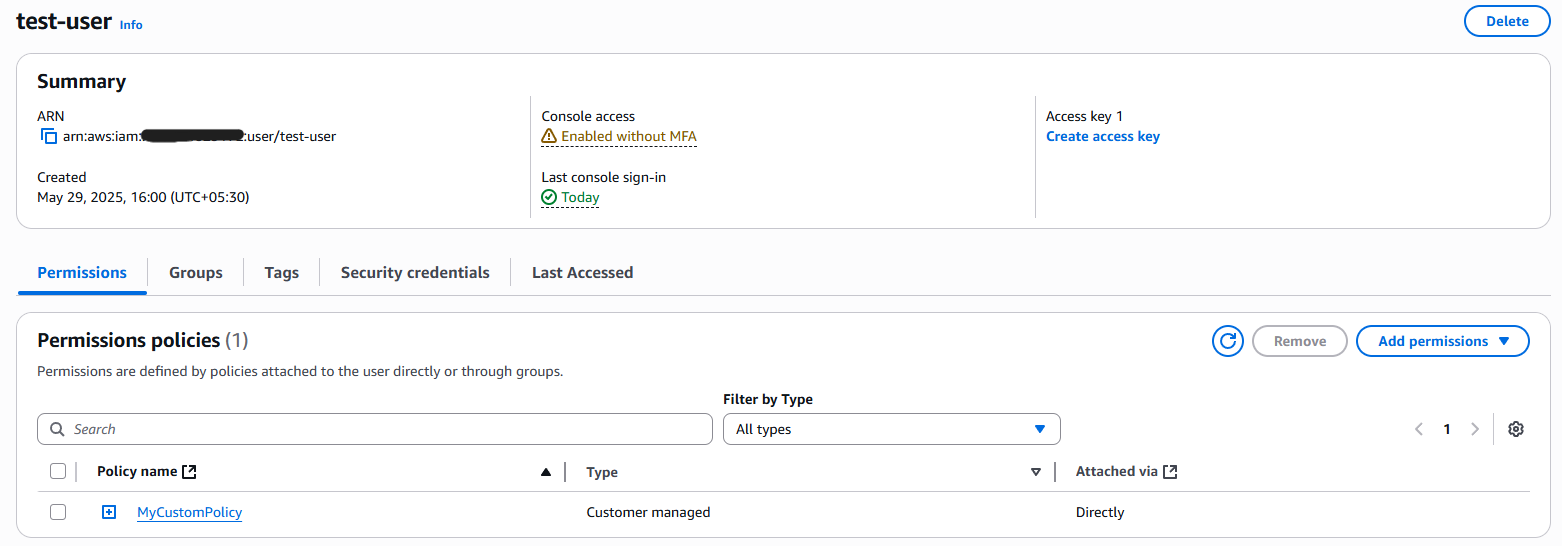 test-user Info
Delete
Summary
ARN
arn:aws:iam: :user/test-user
Created
May 29, 2025, 16:00 (UTC+05:30)
Console access
Enabled without MFA
Last console sign-in
Today
Access key 1
Create access key
Permissions Groups Tags Security credentials Last Accessed
Permissions policies (1)
Remove
Add permissions
Permissions are defined by policies attached to the user directly or through groups.
Filter by Type
Search
All types
1
Policy name Type Attached via
MyCustomPolicy Customer managed Directly